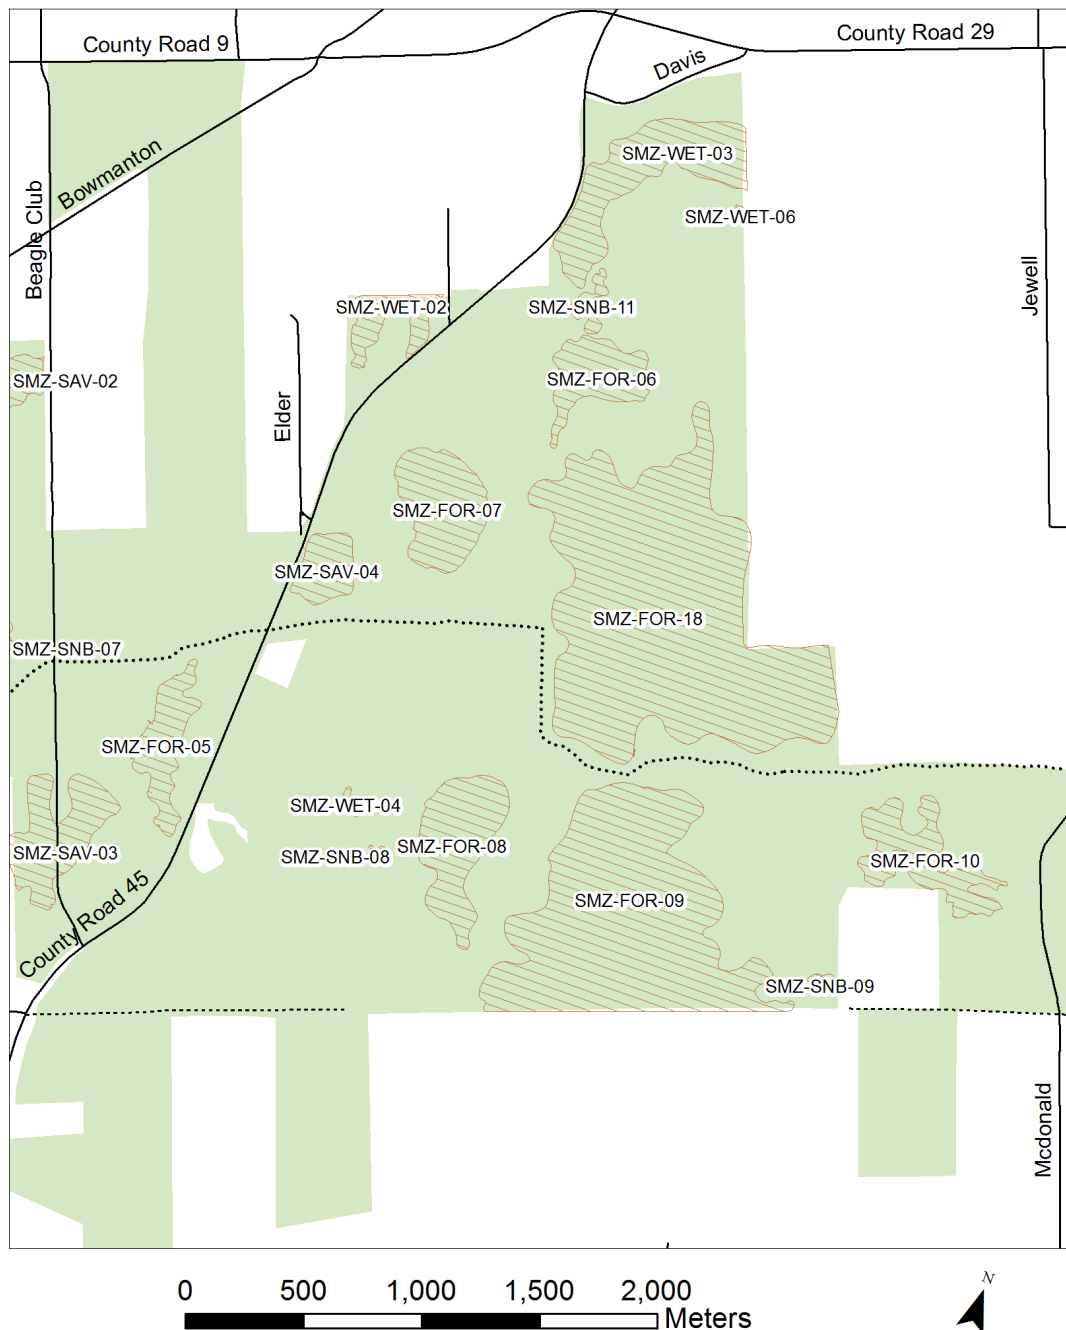 County Road 9
County Road 29
Davis
Bowmanton
SMZ-WET-03
Beagle Club
SMZ-WET-06
Jewell
SMZ-WET-02
SMZ-SNB-11
SMZ-SAV-02
SMZ-FOR-06
Elder
SMZ-FOR-07
SMZ-SAV-04
SMZ-FOR-18
SMZ-SNB-07
SMZ-FOR-05
SMZ-WET-04
SMZ-SAV-03
SMZ-SNB-08
SMZ-FOR-08
SMZ-FOR-10
SMZ-FOR-09
County Road 45
SMZ-SNB-09
Mcdonald
0 500 1,000 1,500 2,000
Meters
N